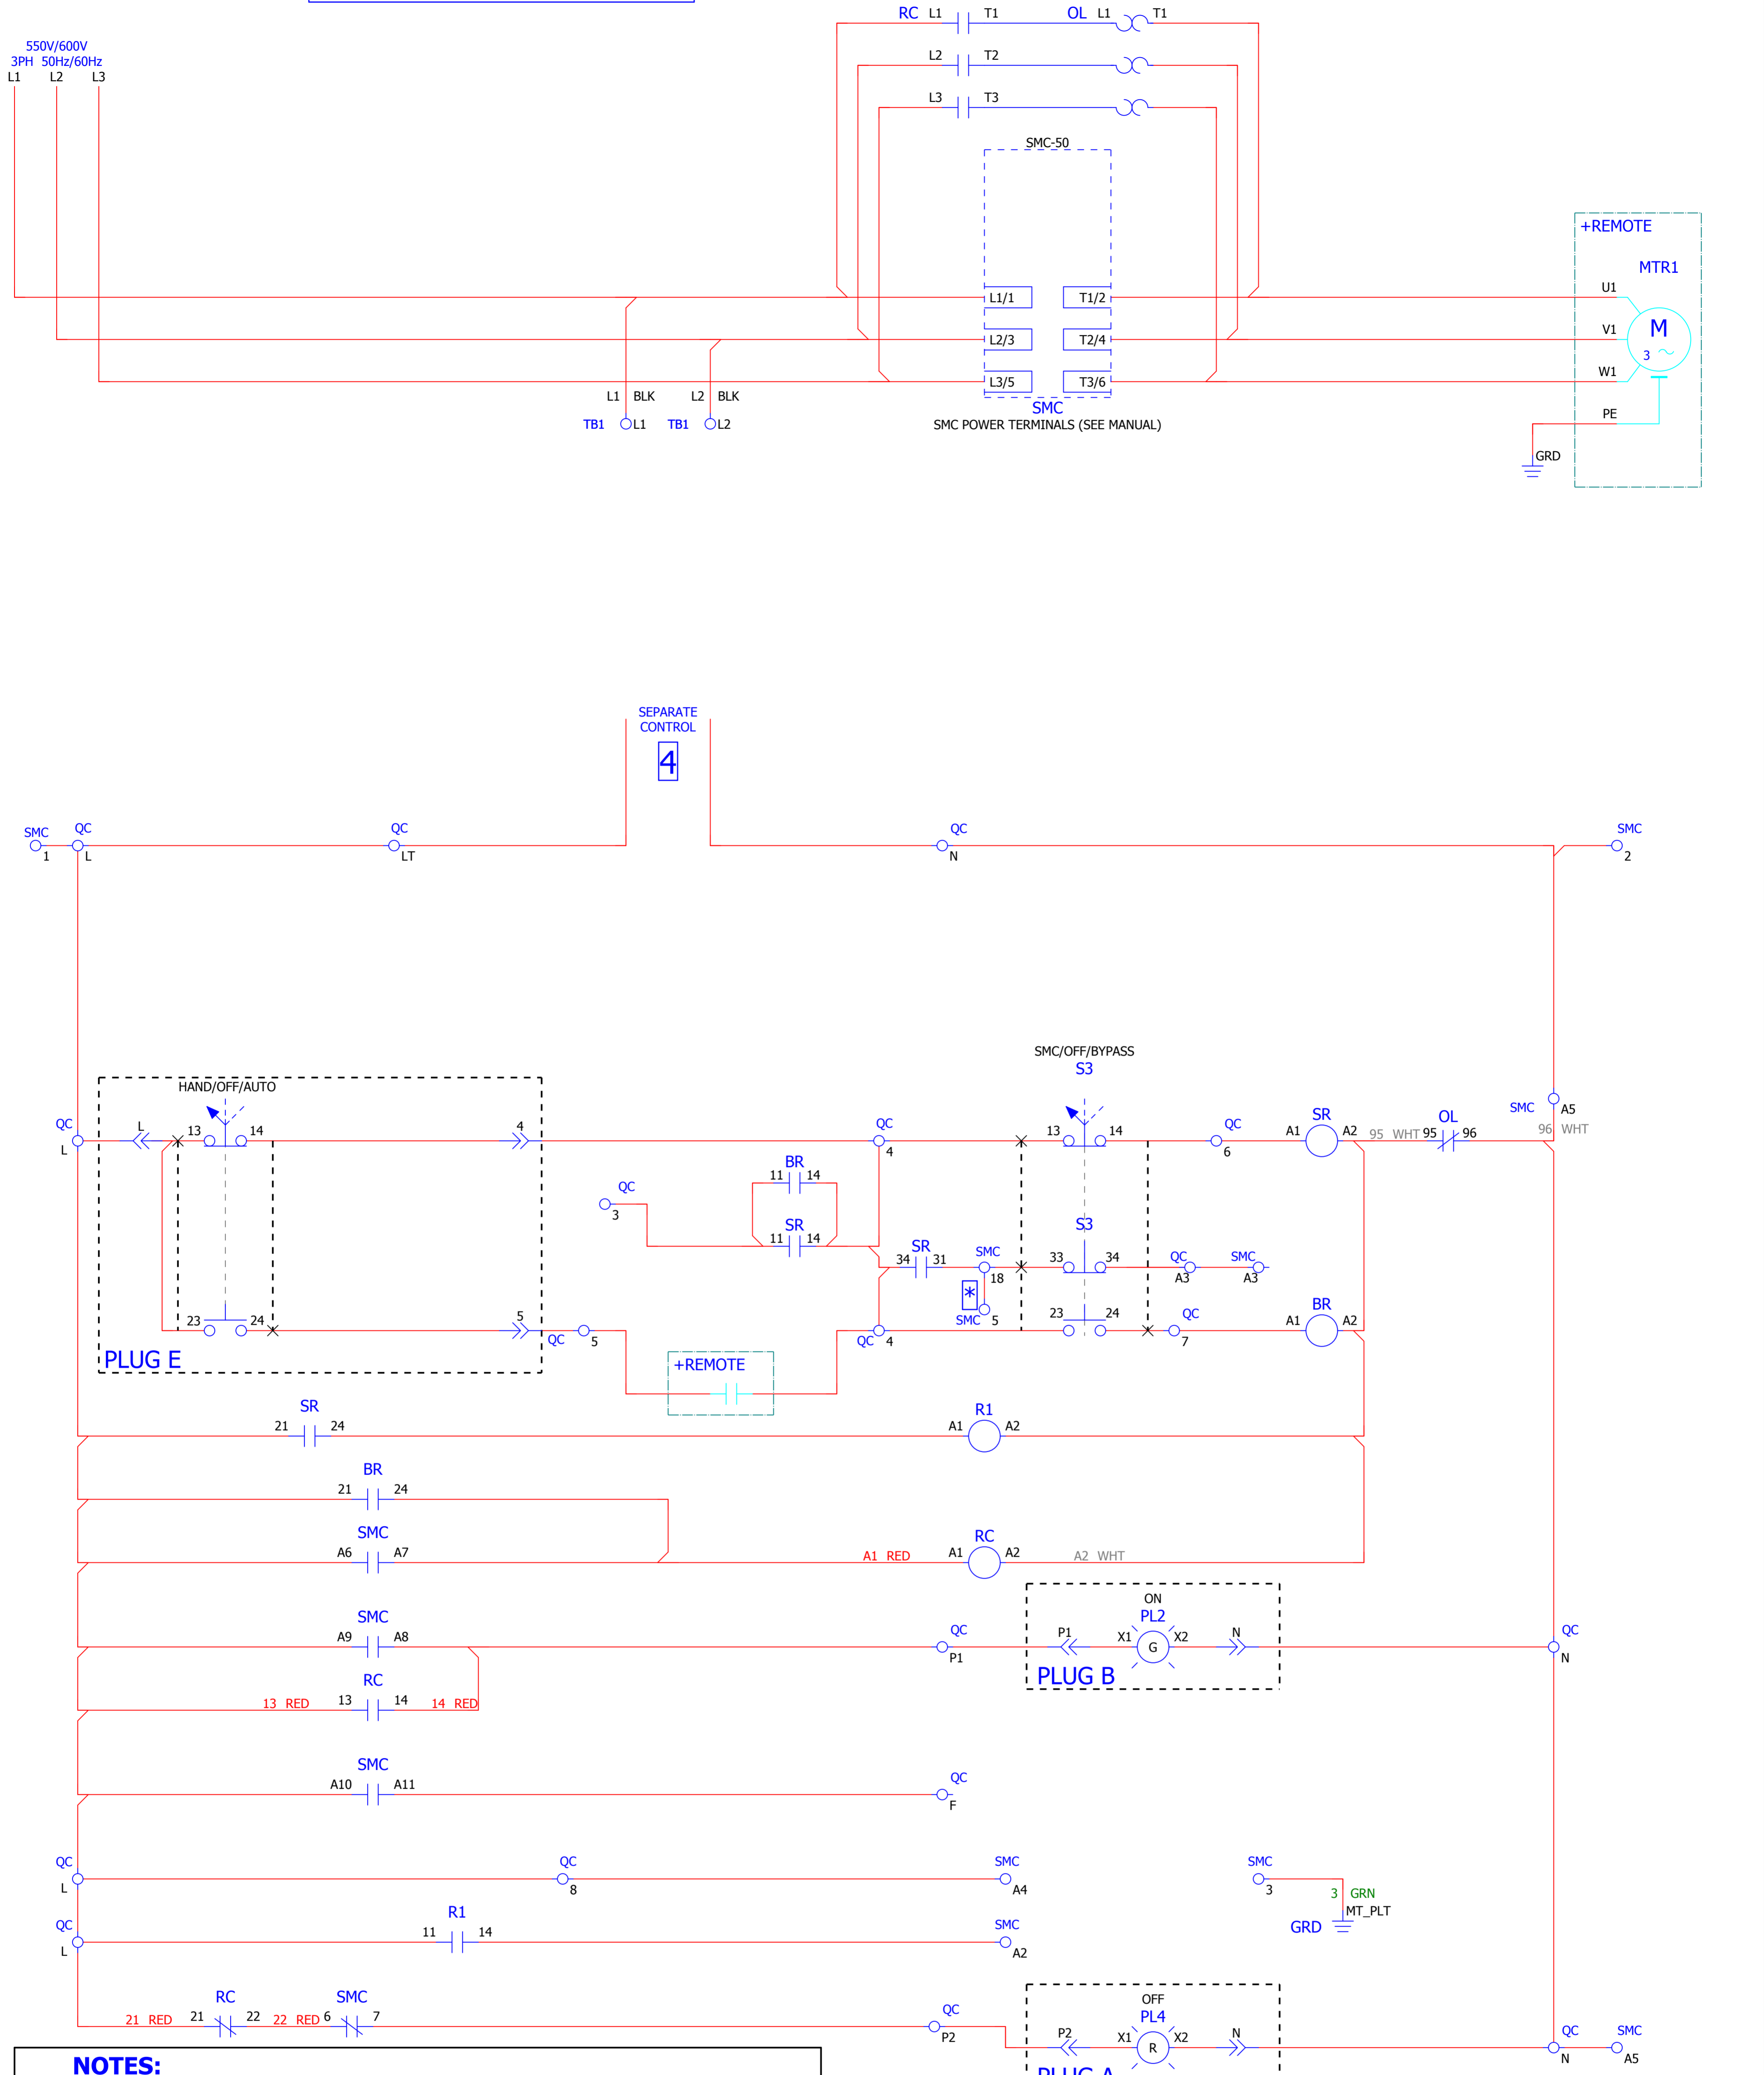 RC L1 T1 OL L1 T1
550V/600V
3PH 50Hz/60Hz
L1 L2 L3
L2 T2
L3 T3
SMC-50
+REMOTE
MTR1
U1
L1/1 T1/2
V1
M
3
L2/3 T2/4
W1
L3/5 T3/6
L1 BLK L2 BLK
SMC
PE
TB1 L1 TB1 L2
SMC POWER TERMINALS (SEE MANUAL)
GRD
SEPARATE
CONTROL
4
SMC QC QC QC SMC
1 L LT N 2
SMC/OFF/BYPASS
S3
HAND/OFF/AUTO
SMC A5
QC L 13 14 4 QC 13 14 QC SR OL
L 4 6 A1 A2 95 WHT 95 96 96 WHT
BR
11 14
QC
3
SR
11 14
S3
SR
34 31
SMC
18
33 34
QC
A3
SMC
A3
*
SMC 5
23 24 5 QC 5 QC 4 23 24 QC 7 BR A1 A2
PLUG E
+REMOTE
SR
21 24
R1
A1 A2
BR
21 24
SMC
A6 A7
A1 RED
RC
A1 A2
A2 WHT
ON
PL2
SMC
A9 A8
QC
P1
P1 X1 G X2 N
QC
N
PLUG B
RC
13 RED 13 14 14 RED
SMC
A10 A11
QC
F
QC QC SMC SMC
L 8 A4 3
3 GRN
MT_PLT
GRD
QC R1 SMC
L 11 14 A2
OFF
PL4
RC SMC QC
21 RED 21 22 22 RED 6 7 P2
P2 X1 R X2 N
QC SMC
N A5
PLUG A
NOTES: